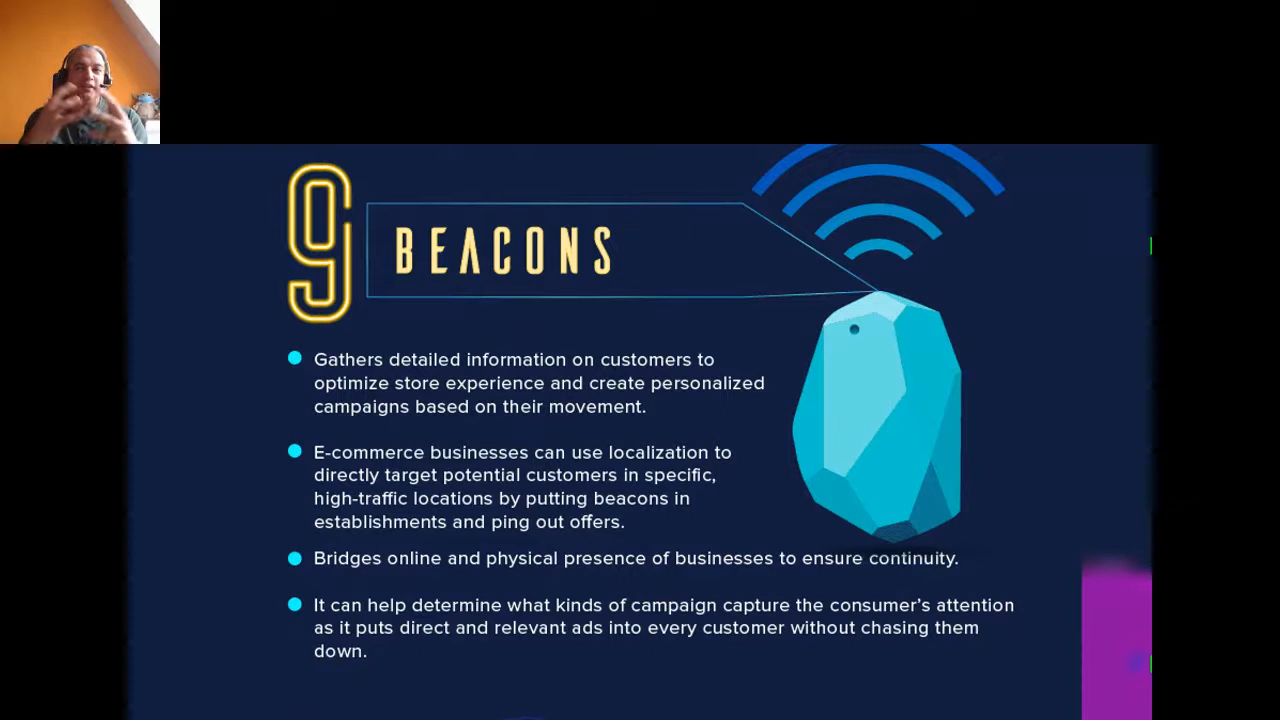 9
BEACONS
Gathers detailed information on customers to
optimize store experience and create personalized
campaigns based on their movement.
E-commerce businesses can use localization to
directly target potential customers in specific,
high-traffic locations by putting beacons in
establishments and ping out offers.
Bridges online and physical presence of businesses to ensure continuity.
It can help determine what kinds of campaign capture the consumer’s attention
as it puts direct and relevant ads into every customer without chasing them
down.